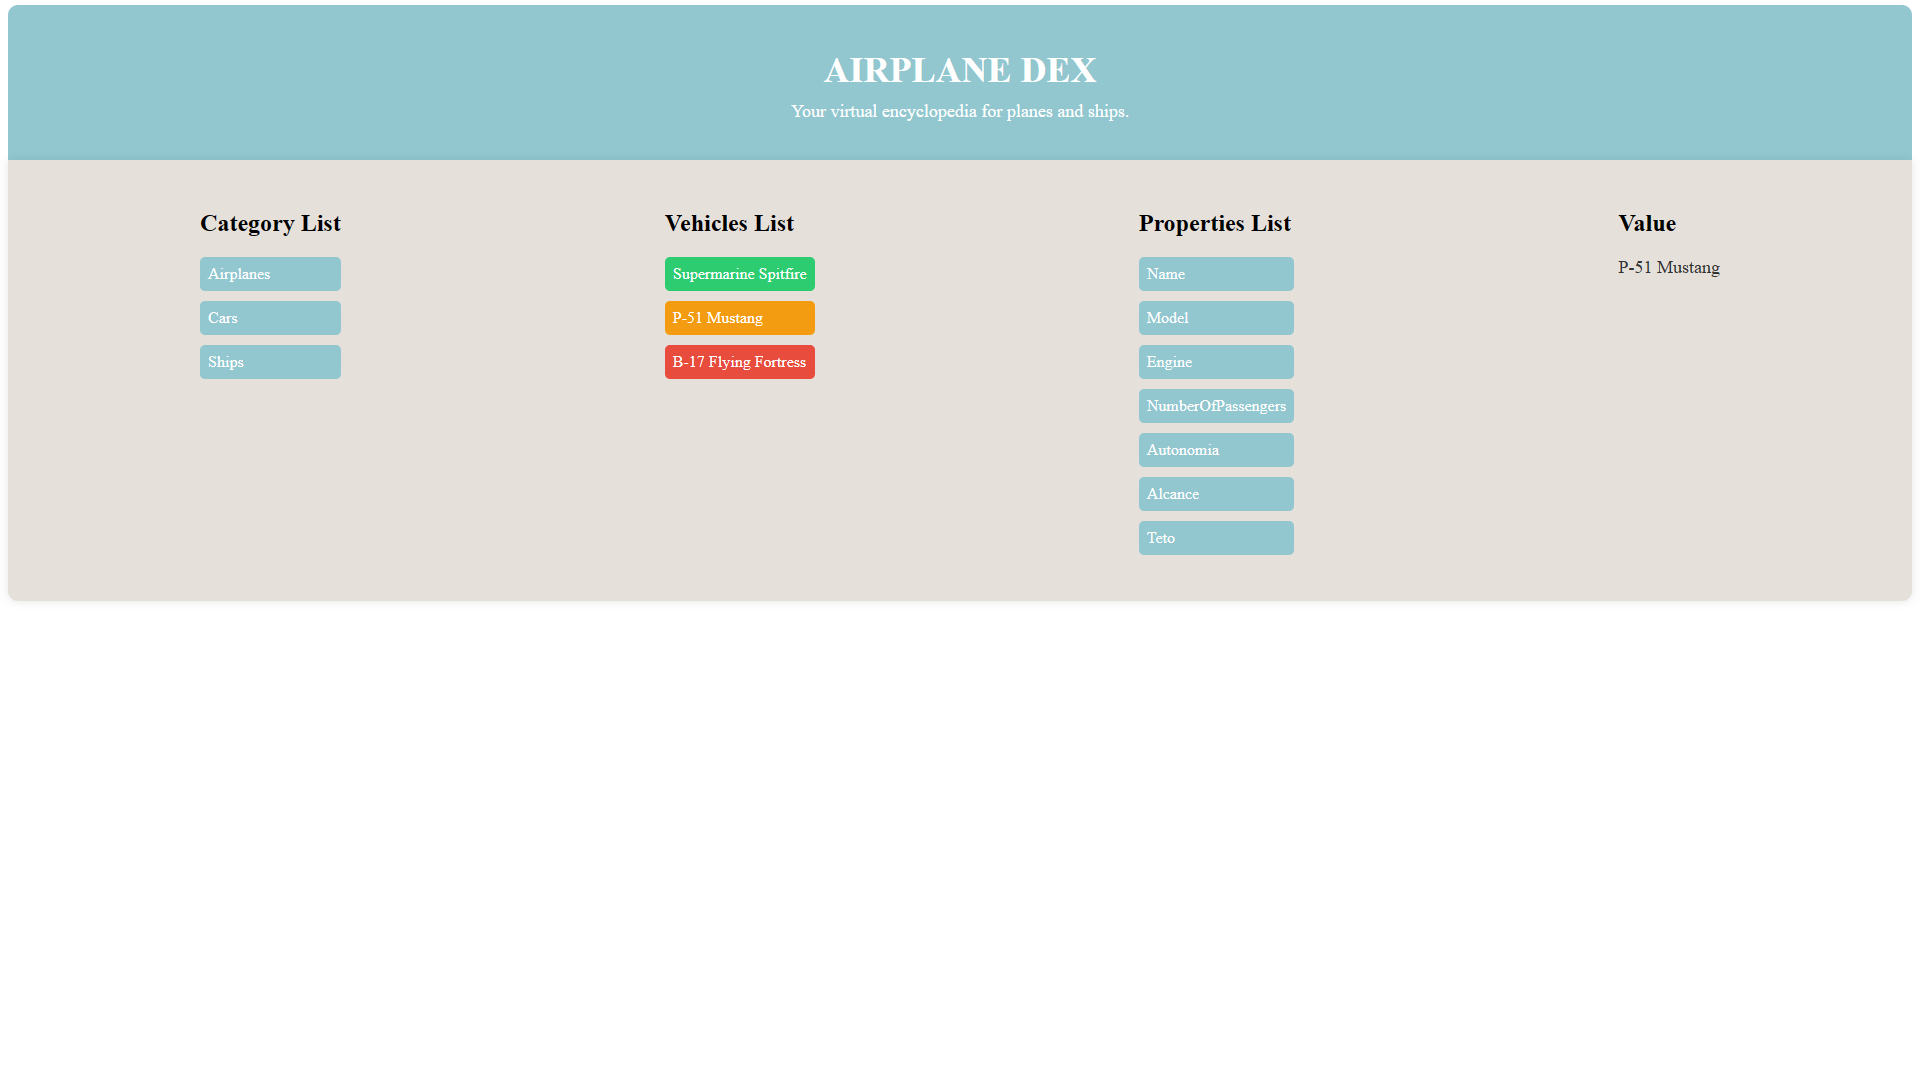 AIRPLANE DEX
Your virtual encyclopedia for planes and ships.
Category List
Airplanes
Cars
Ships
Vehicles List
Supermarine Spitfire
P-51 Mustang
B-17 Flying Fortress
Properties List
Name
Model
Engine
NumberOfPassengers
Autonomia
Alcance
Teto
Value
P-51 Mustang